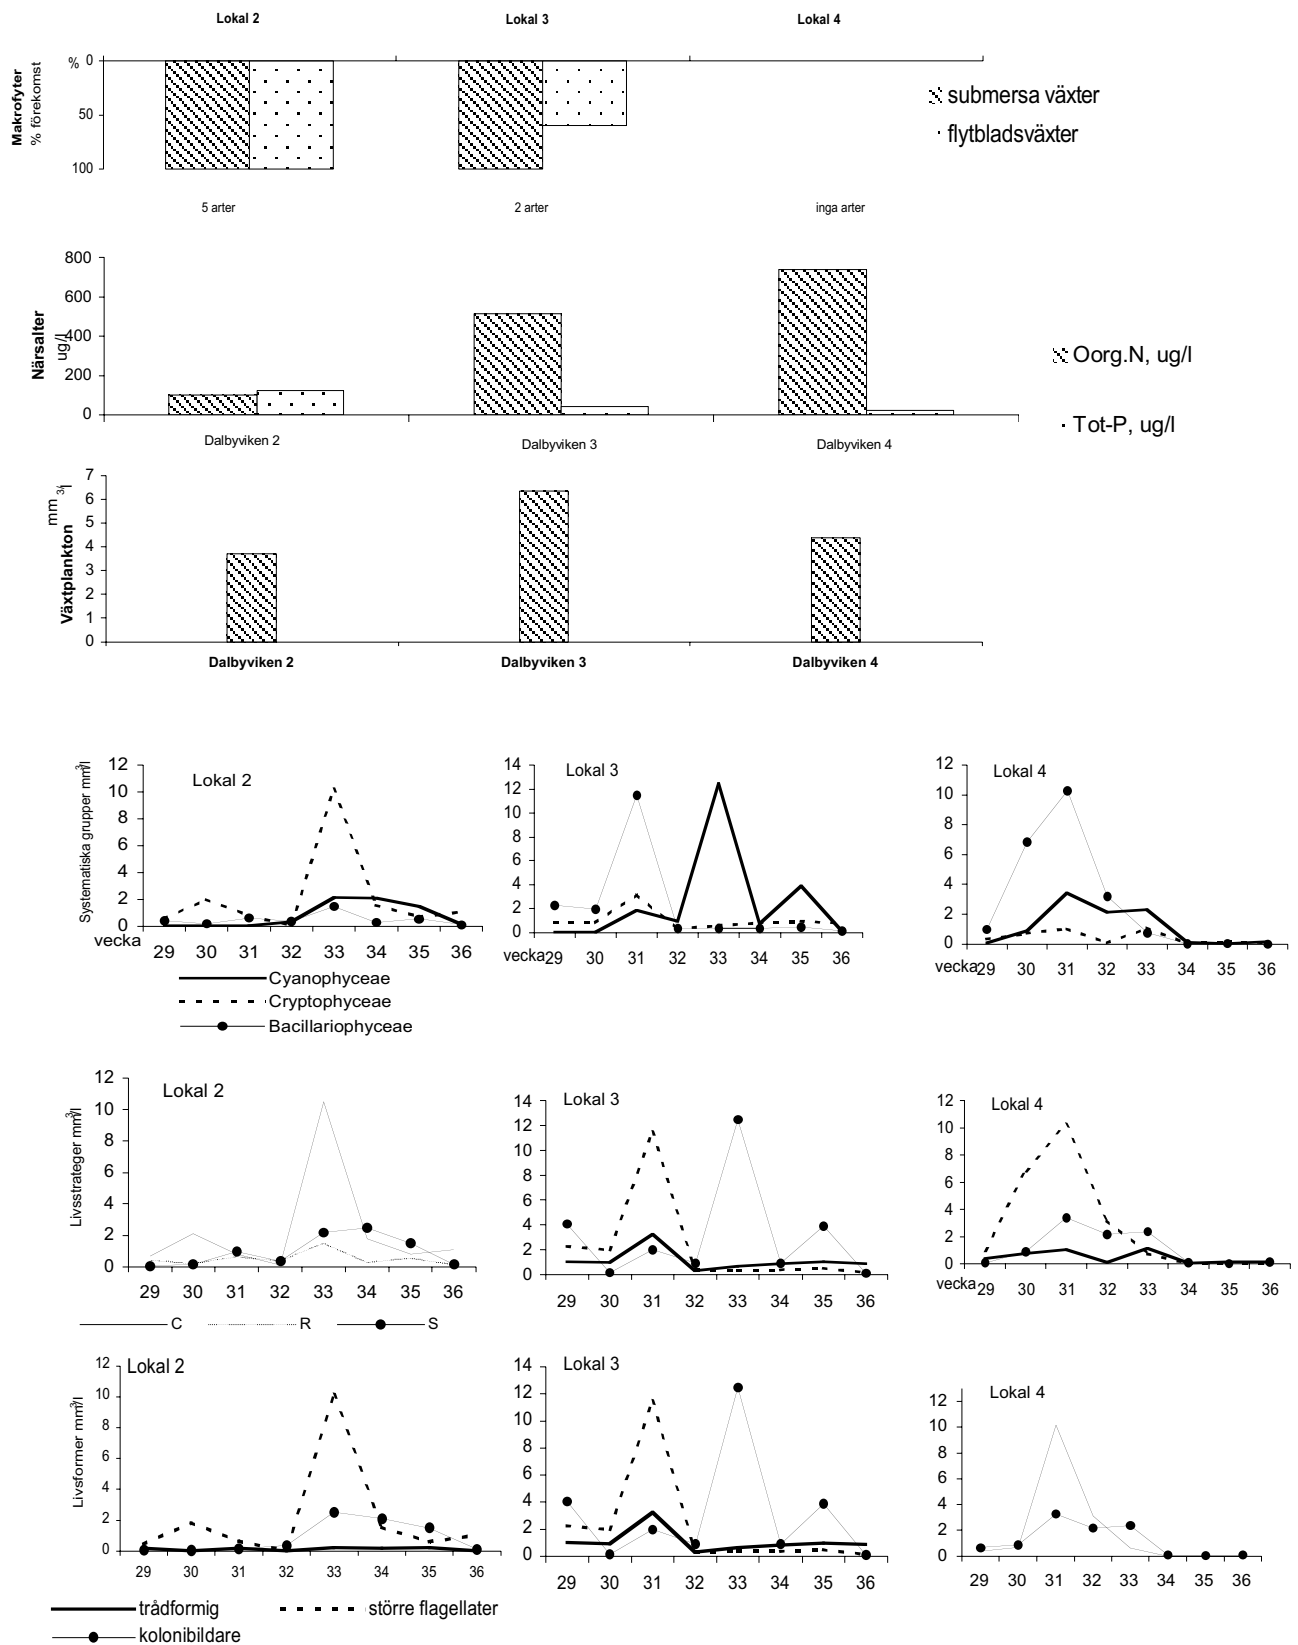 Lokal 2 Lokal 3 Lokal 4
Makrofyter
% förekomst
% 0
50
100
submersa växter
flytbladsväxter
5 arter 2 arter inga arter
Närsalter
ug/l
800
600
400
200
0
Oorg.N, ug/l
Tot-P, ug/l
Dalbyviken 2 Dalbyviken 3 Dalbyviken 4
Växtplankton
mm3/l
7
6
5
4
3
2
1
0
Dalbyviken 2 Dalbyviken 3 Dalbyviken 4
Systematiska grupper mm3/l
Lokal 2
12
10
8
6
4
2
0
vecka
29 30 31 32 33 34 35 36
Lokal 3
14
12
10
8
6
4
2
0
vecka
29 30 31 32 33 34 35 36
Lokal 4
12
10
8
6
4
2
0
vecka
29 30 31 32 33 34 35 36
Cyanophyceae
Cryptophyceae
Bacillariophyceae
Livsstrateger mm3/l
Lokal 2
12
10
8
6
4
2
0
29 30 31 32 33 34 35 36
Lokal 3
14
12
10
8
6
4
2
0
29 30 31 32 33 34 35 36
Lokal 4
12
10
8
6
4
2
0
vecka
29 30 31 32 33 34 35 36
C R S
Livsformer mm3/l
Lokal 2
12
10
8
6
4
2
0
29 30 31 32 33 34 35 36
Lokal 3
14
12
10
8
6
4
2
0
29 30 31 32 33 34 35 36
Lokal 4
12
10
8
6
4
2
0
29 30 31 32 33 34 35 36
trådformig större flagellater
kolonibildare